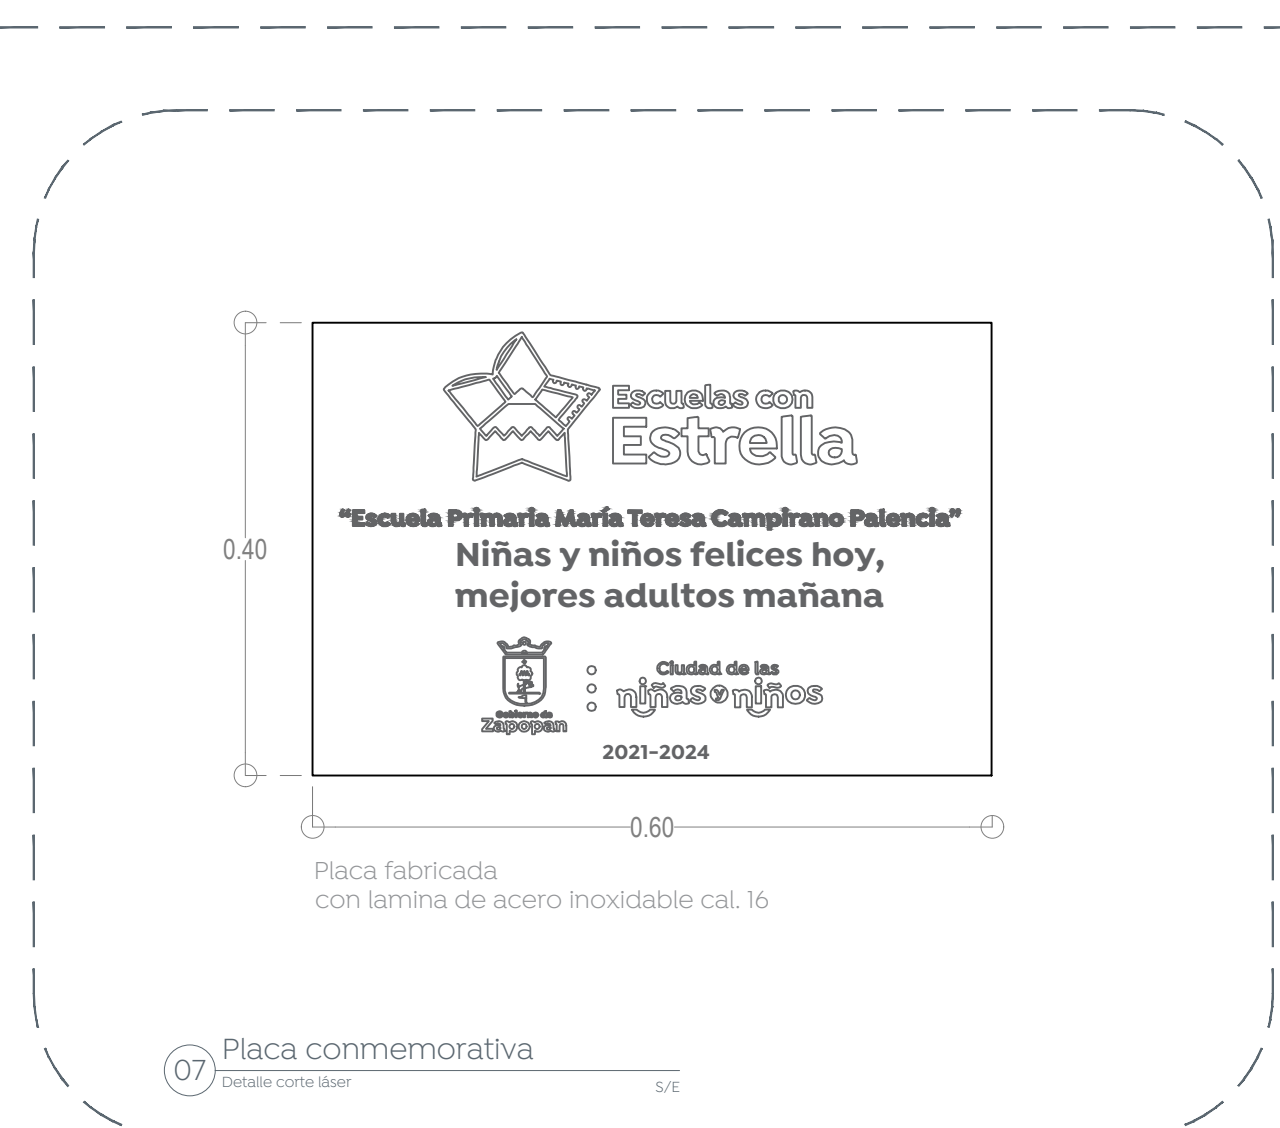 Escuelas con
Estrella
“Escuela Primaria María Teresa Campirano Palencia”
Niñas y niños felices hoy,
mejores adultos mañana
0.40
Gobierno de
Zapopan
Ciudad de las
niñas y niños
2021-2024
0.60
Placa fabricada
con lamina de acero inoxidable cal. 16
07
Placa conmemorativa
Detalle corte láser
S/E